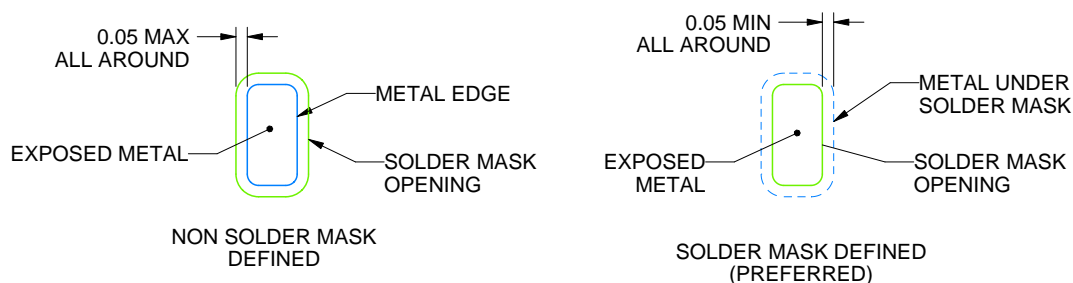 0.05 MAX
ALL AROUND
METAL EDGE
EXPOSED METAL
SOLDER MASK
OPENING
NON SOLDER MASK
DEFINED
0.05 MIN
ALL AROUND
METAL UNDER
SOLDER MASK
EXPOSED
METAL
SOLDER MASK
OPENING
SOLDER MASK DEFINED
(PREFERRED)